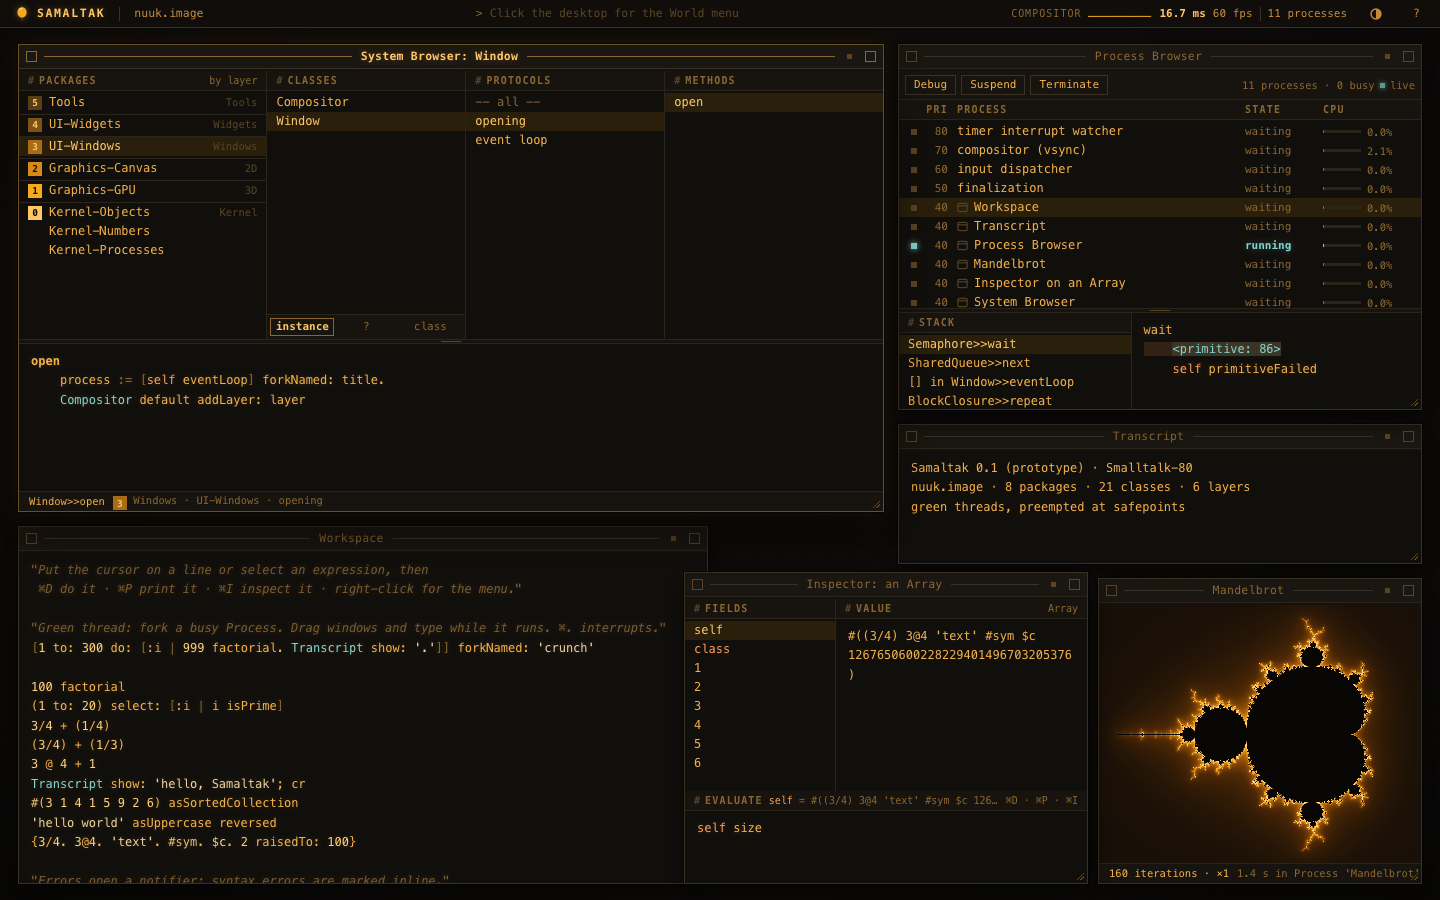 SAMALTAK nuuk.image > Click the desktop for the World menu COMPOSITOR 16.7 ms 60 fps 11 processes ?
System Browser: Window
# PACKAGES by layer
5 Tools Tools
4 UI-Widgets Widgets
3 UI-Windows Windows
2 Graphics-Canvas 2D
1 Graphics-GPU 3D
0 Kernel-Objects Kernel
Kernel-Numbers
Kernel-Processes
# CLASSES
Compositor
Window
instance ? class
# PROTOCOLS
-- all --
opening
event loop
# METHODS
open
open
process := [self eventLoop] forkNamed: title.
Compositor default addLayer: layer
Window>>open 3 Windows · UI-Windows · opening
Process Browser
Debug Suspend Terminate 11 processes · 0 busy live
PRI PROCESS STATE CPU
80 timer interrupt watcher waiting 0.0%
70 compositor (vsync) waiting 2.1%
60 input dispatcher waiting 0.0%
50 finalization waiting 0.0%
40 Workspace waiting 0.0%
40 Transcript waiting 0.0%
40 Process Browser running 0.0%
40 Mandelbrot waiting 0.0%
40 Inspector on an Array waiting 0.0%
40 System Browser waiting 0.0%
# STACK
Semaphore>>wait
SharedQueue>>next
[] in Window>>eventLoop
BlockClosure>>repeat
wait
<primitive: 86>
self primitiveFailed
Transcript
Samaltak 0.1 (prototype) · Smalltalk-80
nuuk.image · 8 packages · 21 classes · 6 layers
green threads, preempted at safepoints
Workspace
"Put the cursor on a line or select an expression, then
⌘D do it · ⌘P print it · ⌘I inspect it · right-click for the menu."
"Green thread: fork a busy Process. Drag windows and type while it runs. ⌘. interrupts."
[1 to: 300 do: [:i | 999 factorial. Transcript show: '.']] forkNamed: 'crunch'
100 factorial
(1 to: 20) select: [:i | i isPrime]
3/4 + (1/4)
(3/4) + (1/3)
3 @ 4 + 1
Transcript show: 'hello, Samaltak'; cr
#(3 1 4 1 5 9 2 6) asSortedCollection
'hello world' asUppercase reversed
{3/4. 3@4. 'text'. #sym. $c. 2 raisedTo: 100}
"Errors open a notifier; syntax errors are marked inline."
Inspector: an Array
# FIELDS
self
class
1
2
3
4
5
6
# VALUE Array
#((3/4) 3@4 'text' #sym $c
1267650600228229401496703205376
)
# EVALUATE self = #((3/4) 3@4 'text' #sym $c 126… ⌘D · ⌘P · ⌘I
self size
Mandelbrot
160 iterations · ×1 1.4 s in Process 'Mandelbrot'